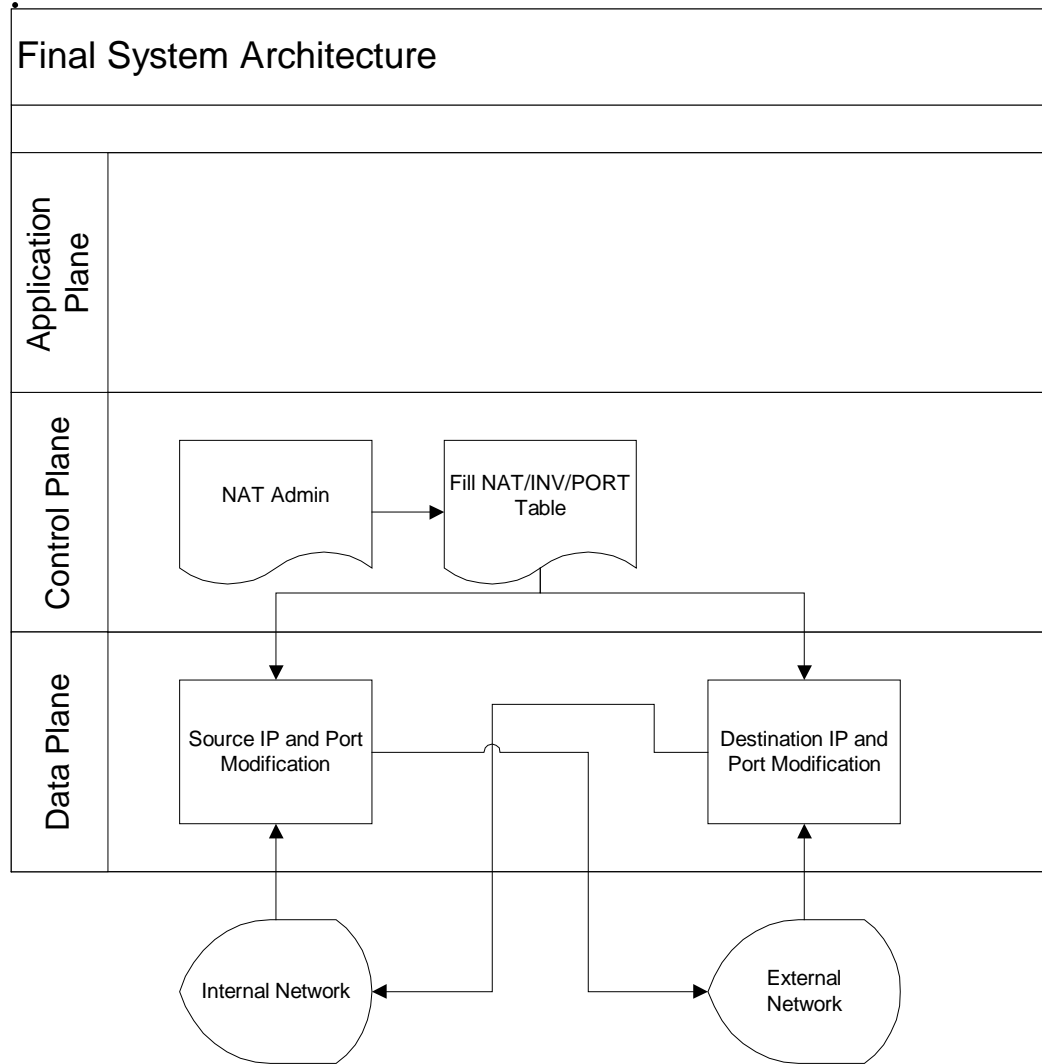 Final System Architecture
Application
Plane
Control Plane
NAT Admin
Fill NAT/INV/PORT
Table
Data Plane
Source IP and Port
Modification
Destination IP and
Port Modification
Internal Network
External
Network